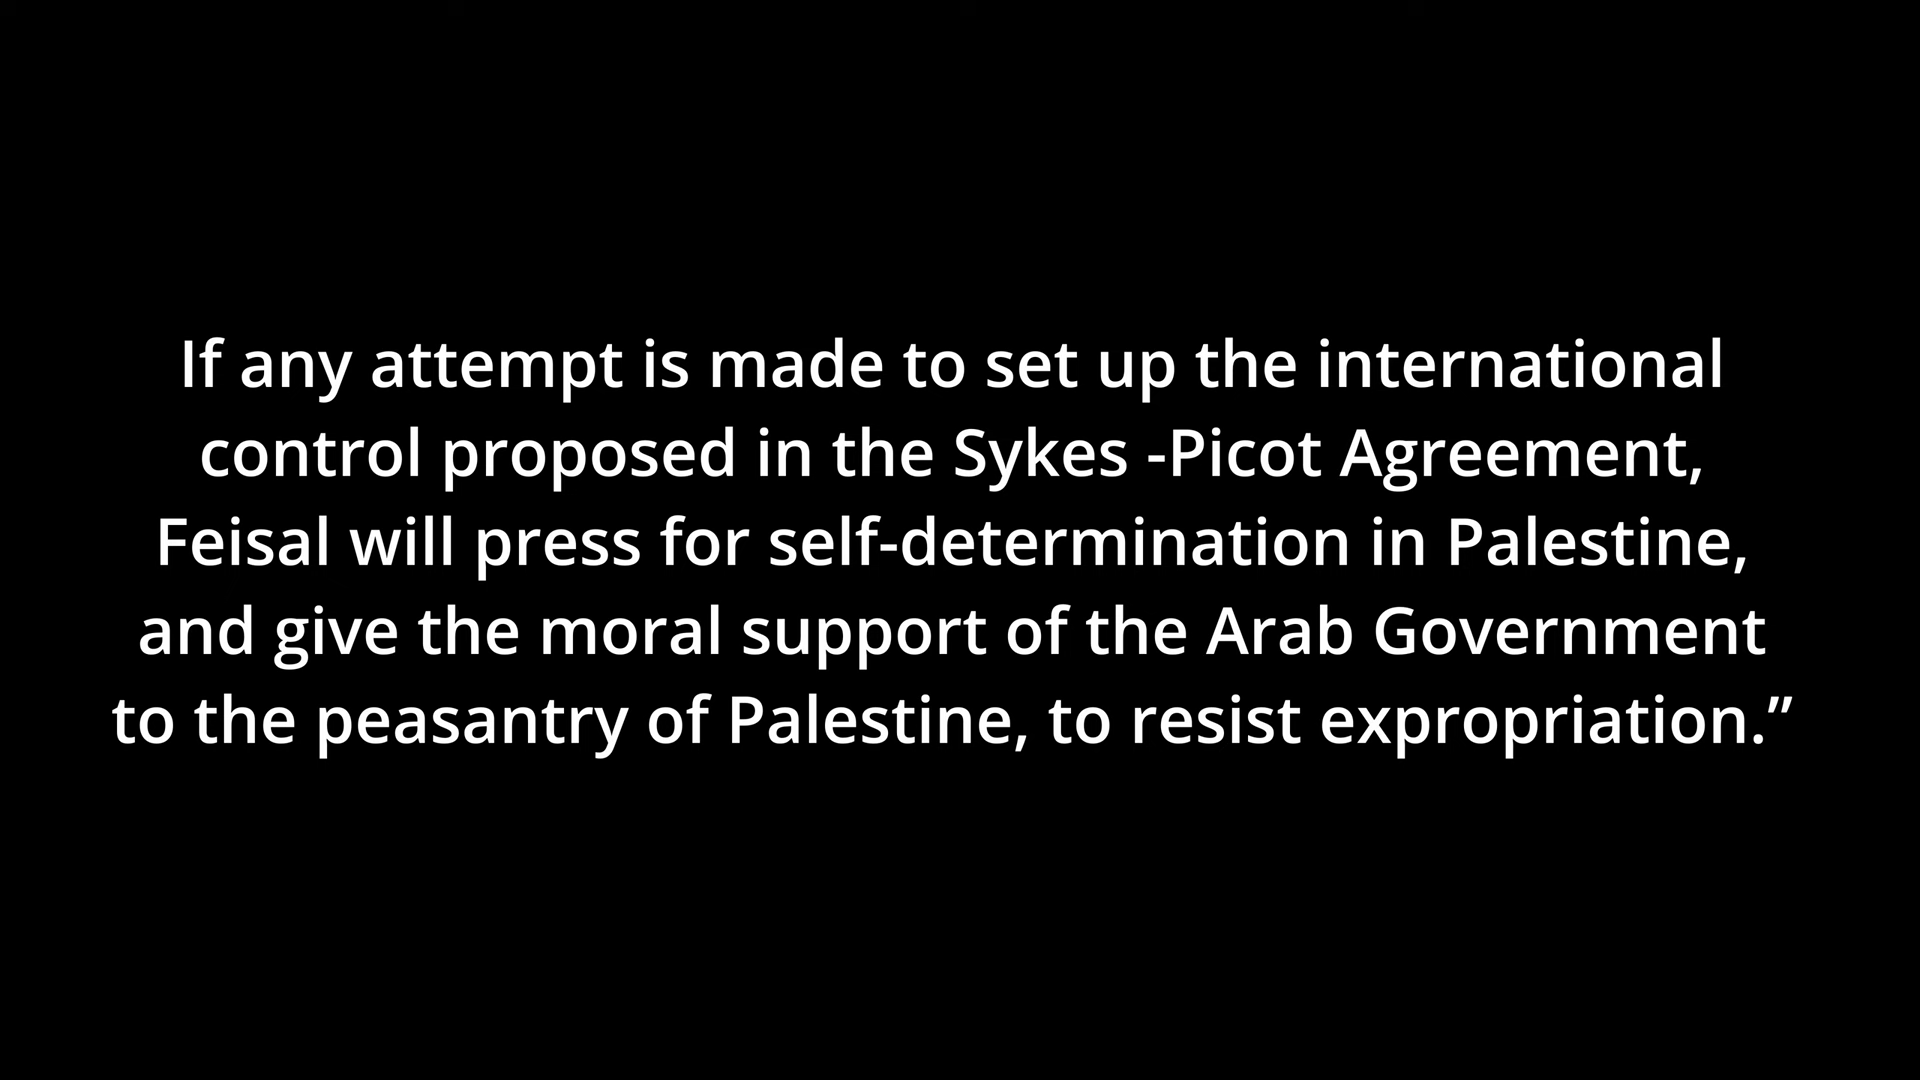 If any attempt is made to set up the international
control proposed in the Sykes -Picot Agreement,
Feisal will press for self-determination in Palestine,
and give the moral support of the Arab Government
to the peasantry of Palestine, to resist expropriation.”